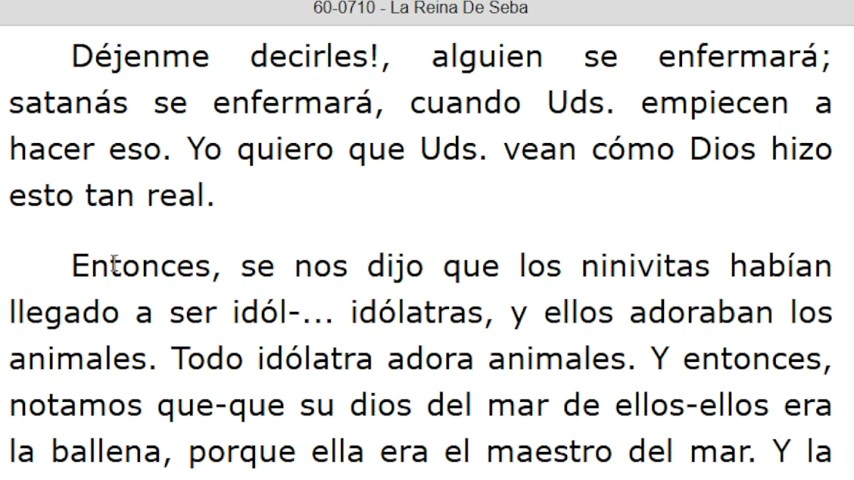 60-0710 - La Reina De Seba
Déjenme decirles!, alguien se enfermará;
satanás se enfermará, cuando Uds. empiecen a
hacer eso. Yo quiero que Uds. vean cómo Dios hizo
esto tan real.
Entonces, se nos dijo que los ninivitas habían
llegado a ser idól-... idólatras, y ellos adoraban los
animales. Todo idólatra adora animales. Y entonces,
notamos que-que su dios del mar de ellos-ellos era
la ballena, porque ella era el maestro del mar. Y la